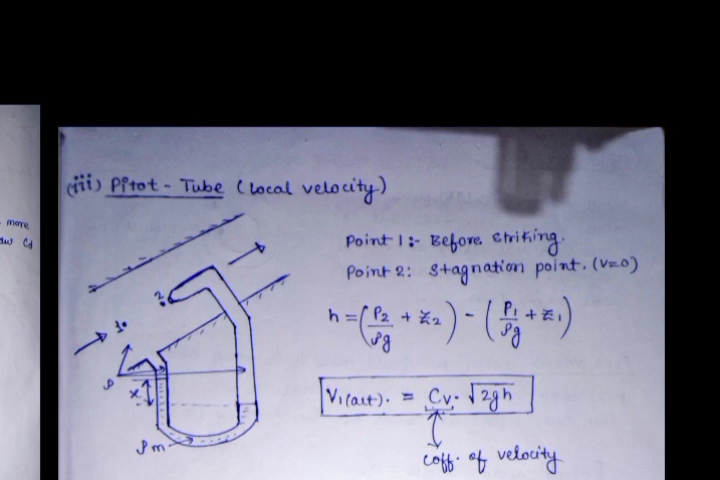 more
(iii) Pitot - Tube (Local velocity)
Point 1 :- Before striking.
Point 2: Stagnation point. (V=0)
h = (P2/ρg + Z2) - (P1/ρg + Z1)
V1(act). = Cv. √2gh
coff. of velocity
2
1
ρ
x
ρm